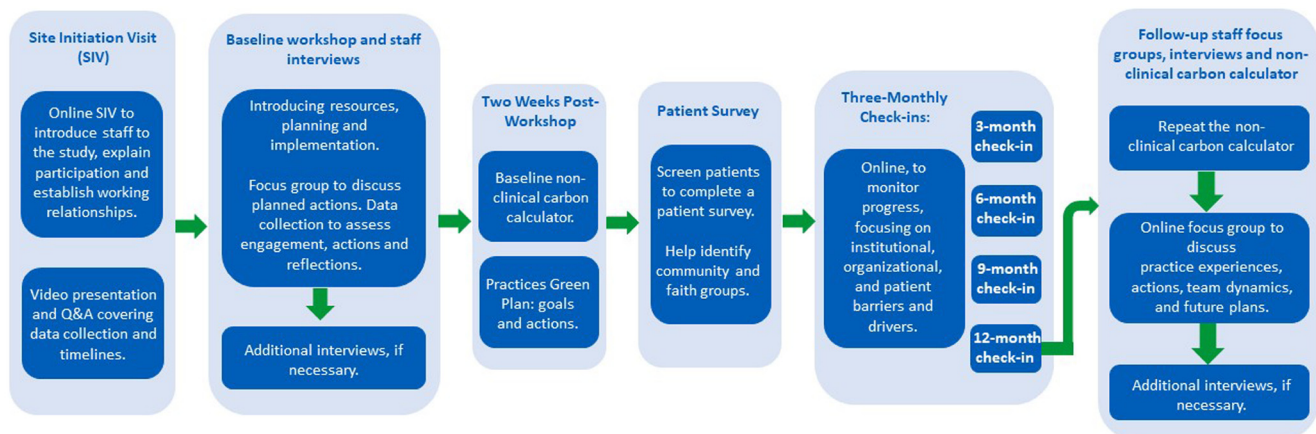 Site Initiation Visit
(SIV)
Online SIV to
introduce staff to
the study, explain
participation and
establish working
relationships.
Video presentation
and Q&A covering
data collection and
timelines.
Baseline workshop and staff
interviews
Introducing resources,
planning and
implementation.
Focus group to discuss
planned actions. Data
collection to assess
engagement, actions and
reflections.
Additional interviews, if
necessary.
Two Weeks Post-
Workshop
Baseline non-
clinical carbon
calculator.
Practices Green
Plan: goals
and actions.
Patient Survey
Screen patients
to complete a
patient survey.
Help identify
community and
faith groups.
Three-Monthly
Check-ins:
Online, to
monitor
progress,
focusing on
institutional,
organizational,
and patient
barriers and
drivers.
3-month
check-in
6-month
check-in
9-month
check-in
12-month
check-in
Follow-up staff focus
groups, interviews and non-
clinical carbon calculator
Repeat the non-
clinical carbon calculator
Online focus group to
discuss
practice experiences,
actions, team dynamics,
and future plans.
Additional interviews, if
necessary.